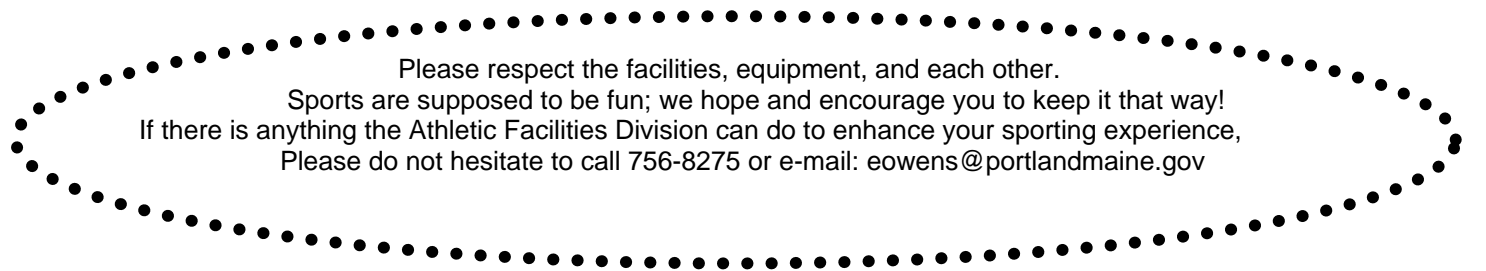 Please respect the facilities, equipment, and each other.
Sports are supposed to be fun; we hope and encourage you to keep it that way!
If there is anything the Athletic Facilities Division can do to enhance your sporting experience,
Please do not hesitate to call 756-8275 or e-mail: eowens@portlandmaine.gov